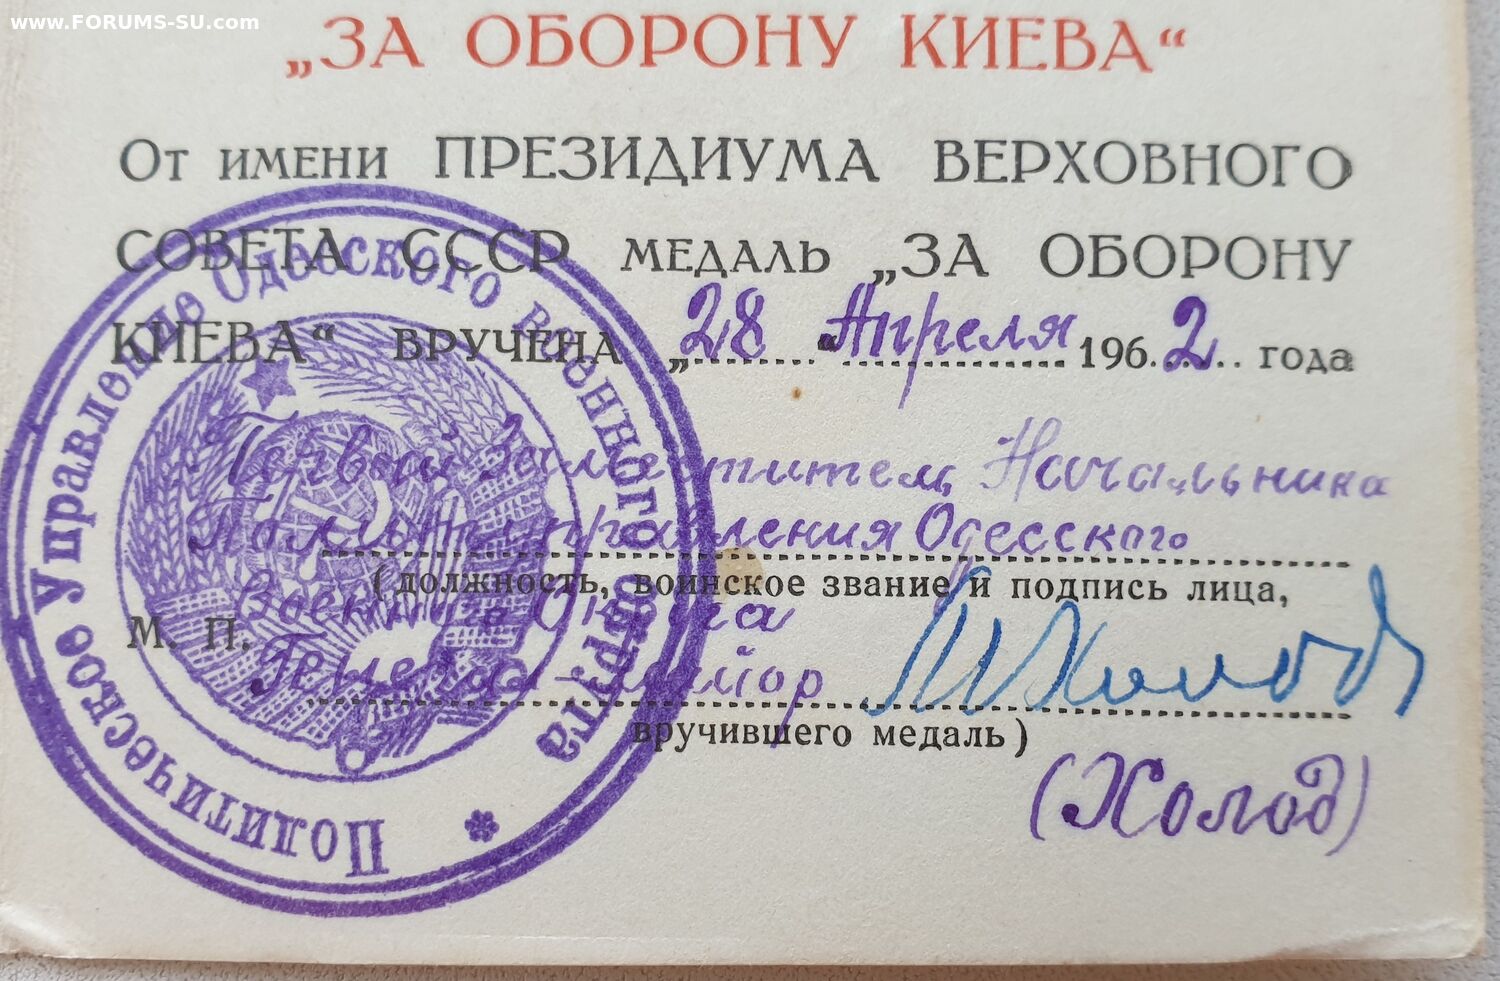 www.FORUMS-SU.com
„ЗА ОБОРОНУ КИЕВА“
От имени ПРЕЗИДИУМА ВЕРХОВНОГО
СОВЕТА СССР медаль „ЗА ОБОРОНУ
КИЕВА“ вручена „28 Апреля 1962 года
Первый Заместитель Начальника
Политуправления Одесского
(должность, воинское звание и подпись лица,
Военного Округа
М. П.
Генерал-майор Холод
вручившего медаль)
(Холод)
Политическое Управление Одесского военного округа